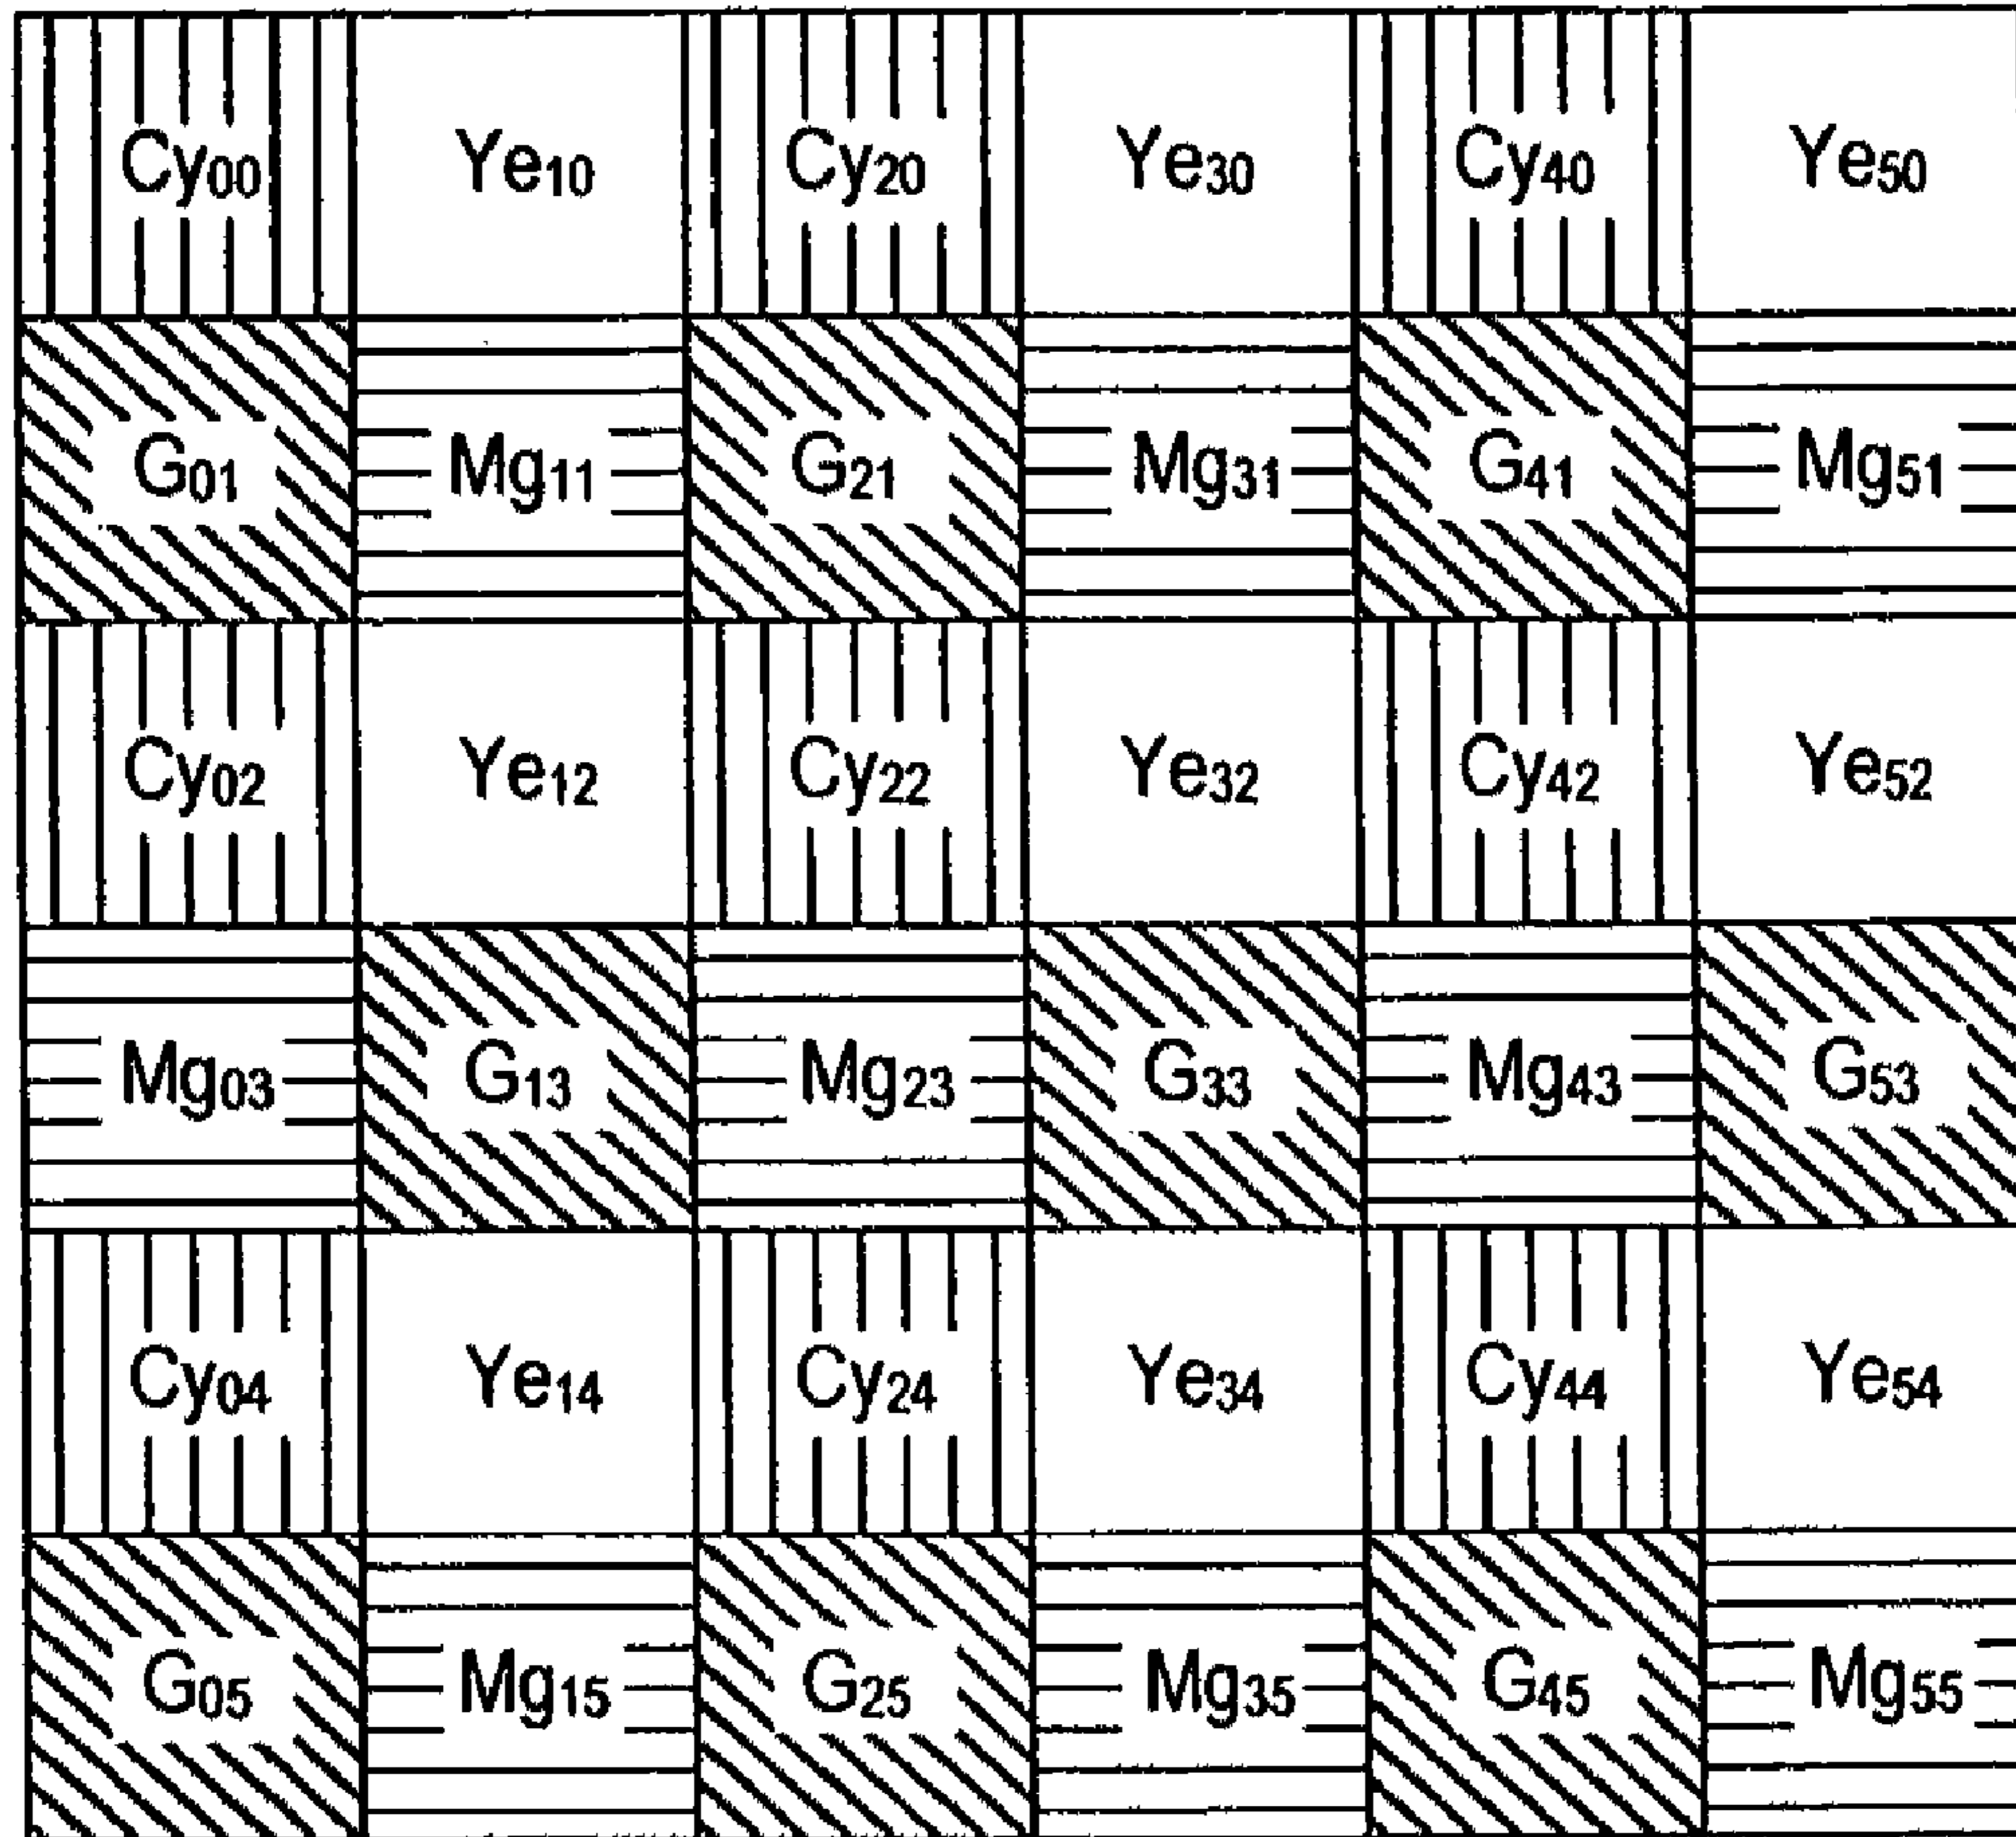 Cy00 Ye10 Cy20 Ye30 Cy40 Ye50
G01 Mg11 G21 Mg31 G41 Mg51
Cy02 Ye12 Cy22 Ye32 Cy42 Ye52
Mg03 G13 Mg23 G33 Mg43 G53
Cy04 Ye14 Cy24 Ye34 Cy44 Ye54
G05 Mg15 G25 Mg35 G45 Mg55